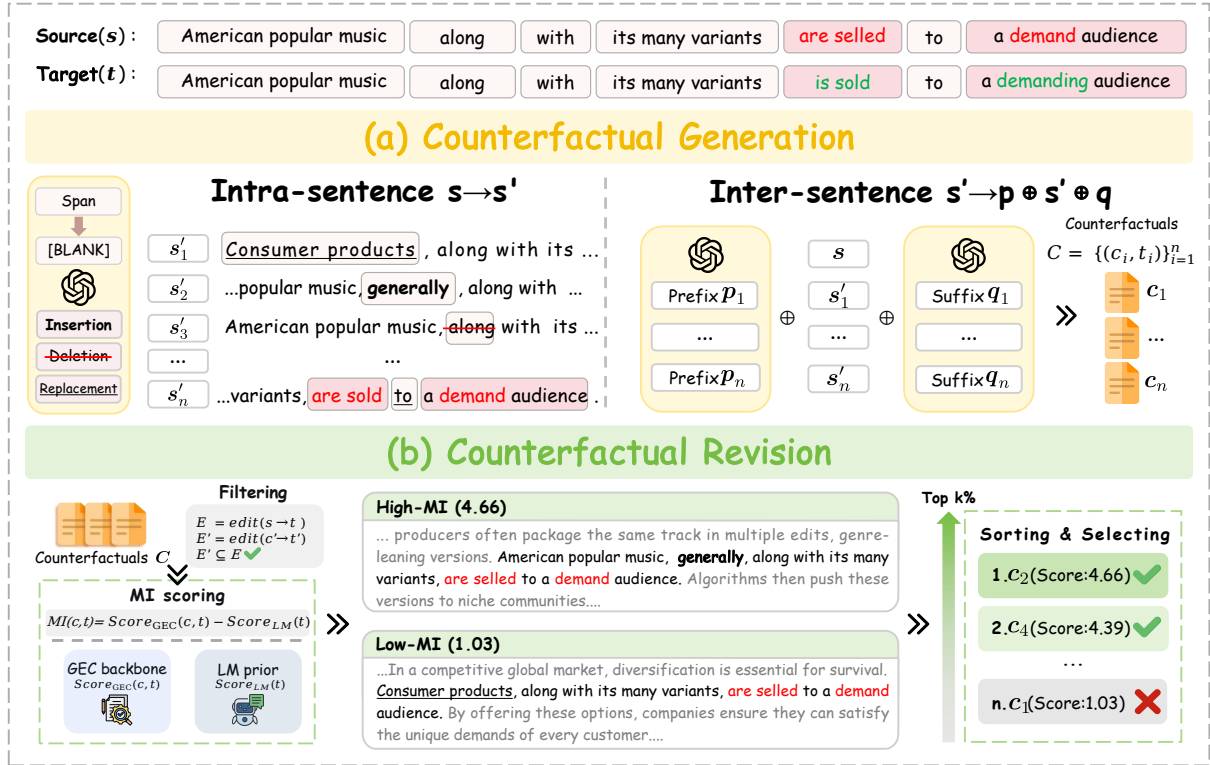 Source(s): American popular music along with its many variants are selled to a demand audience
Target(t): American popular music along with its many variants is sold to a demanding audience
(a) Counterfactual Generation
Span
[BLANK]
Insertion
Deletion
Replacement
Intra-sentence s→s'
s′₁ Consumer products , along with its ...
s′₂ ...popular music, generally , along with ...
s′₃ American popular music, along with its ...
... ...
s′ₙ ...variants, are sold to a demand audience .
Inter-sentence s'→p ⊕ s' ⊕ q
Prefix p₁
...
Prefix pₙ
⊕
s
s′₁
...
s′ₙ
⊕
Suffix q₁
...
Suffix qₙ
Counterfactuals
C = {(cᵢ, tᵢ)}ⁿᵢ₌₁
c₁
...
cₙ
(b) Counterfactual Revision
Counterfactuals C
Filtering
E = edit(s→t )
E' = edit(c'→t')
E' ⊆ E
MI scoring
MI(c,t)= Score_GEC(c, t) − Score_LM(t)
GEC backbone
Score_GEC(c, t)
LM prior
Score_LM(t)
High-MI (4.66)
... producers often package the same track in multiple edits, genre-
leaning versions. American popular music, generally, along with its many
variants, are selled to a demand audience. Algorithms then push these
versions to niche communities....
Low-MI (1.03)
...In a competitive global market, diversification is essential for survival.
Consumer products, along with its many variants, are selled to a demand
audience. By offering these options, companies ensure they can satisfy
the unique demands of every customer....
Top k%
Sorting & Selecting
1.c₂(Score:4.66)
2.c₄(Score:4.39)
...
n.c₁(Score:1.03)